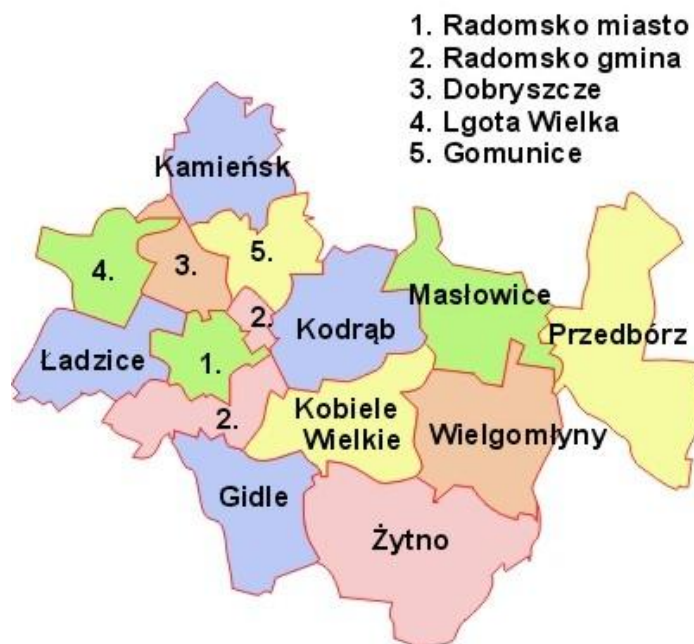 1. Radomsko miasto
2. Radomsko gmina
3. Dobryszcze
4. Lgota Wielka
5. Gomunice
Kamieńsk
4.
3.
5.
Masłowice
2.
Kodrąb
Przedbórz
Ładzice
1.
2.
Kobiele
Wielkie
Wielgomłyny
Gidle
Żytno